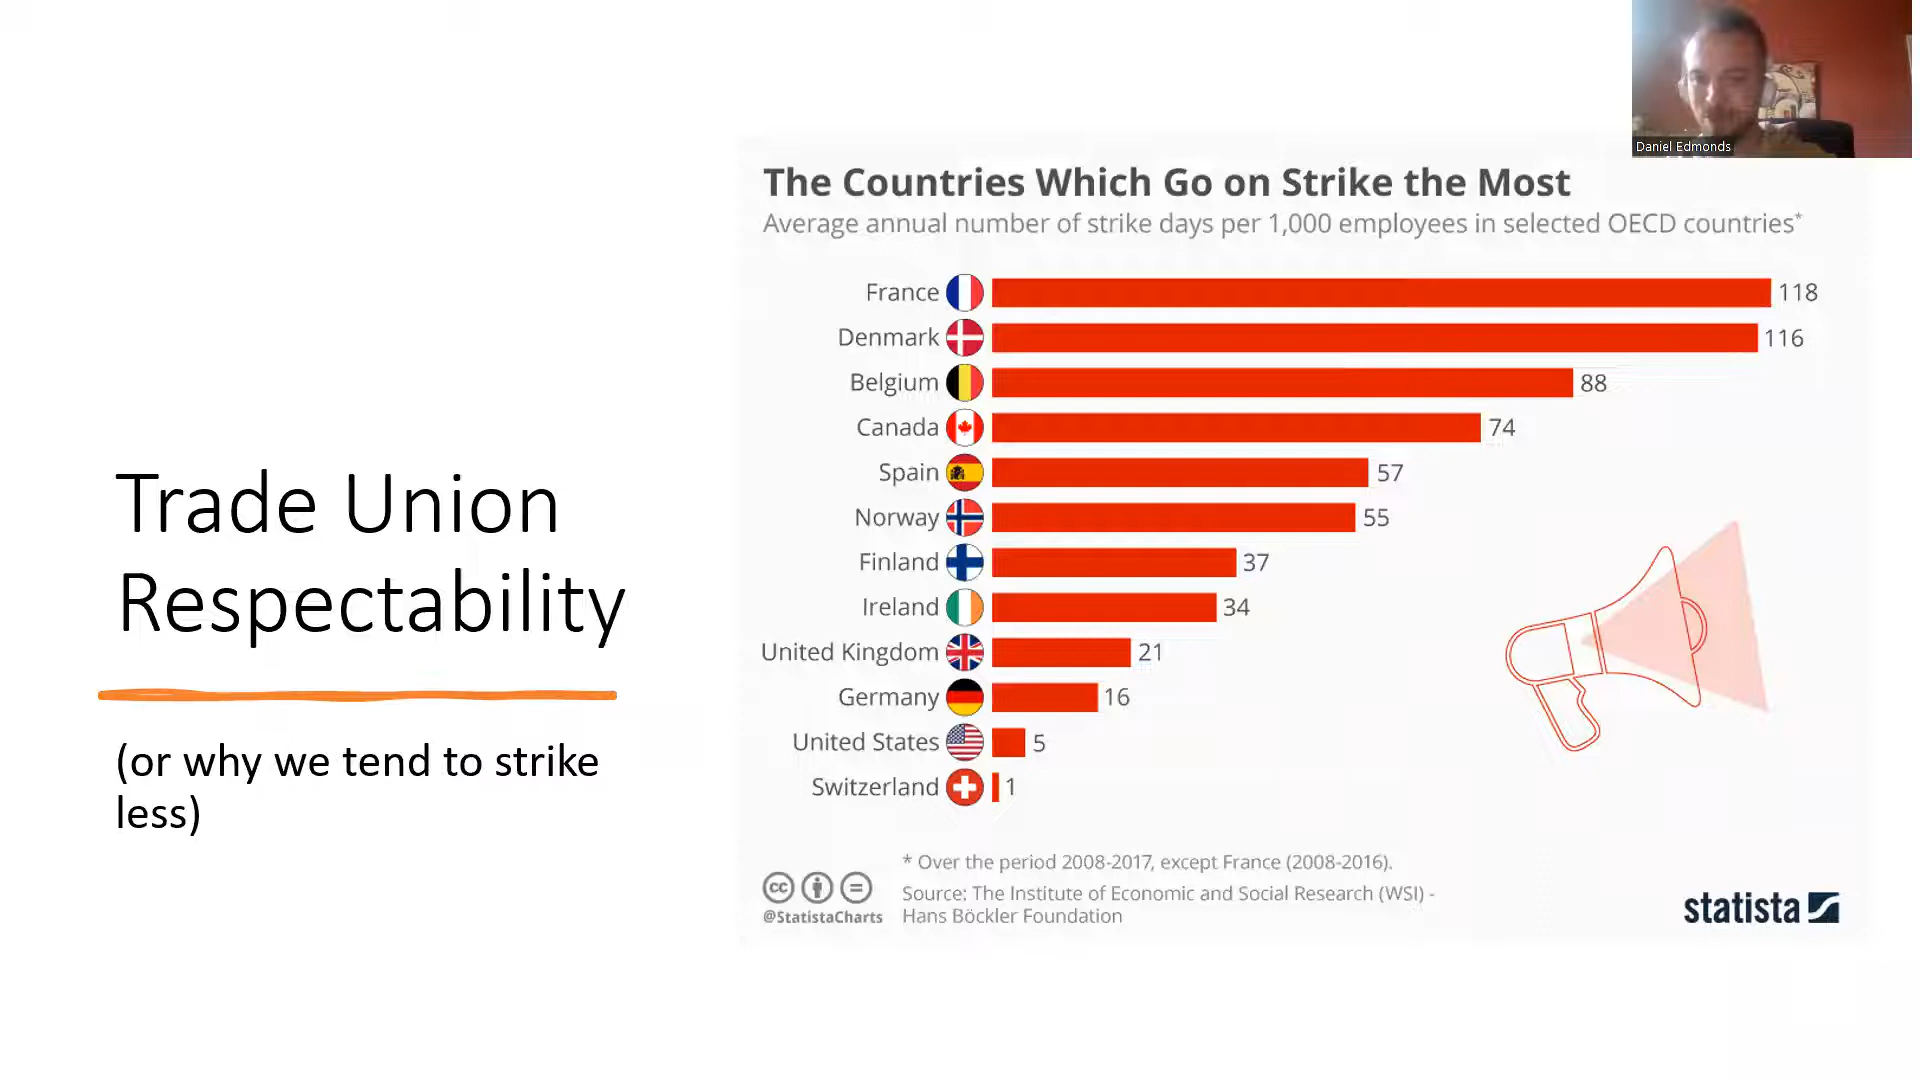 Daniel Edmonds
Trade Union
Respectability
(or why we tend to strike
less)
The Countries Which Go on Strike the Most
Average annual number of strike days per 1,000 employees in selected OECD countries*
France 118
Denmark 116
Belgium 88
Canada 74
Spain 57
Norway 55
Finland 37
Ireland 34
United Kingdom 21
Germany 16
United States 5
Switzerland 1
* Over the period 2008-2017, except France (2008-2016).
Source: The Institute of Economic and Social Research (WSI) -
Hans Böckler Foundation
cc
@StatistaCharts
statista